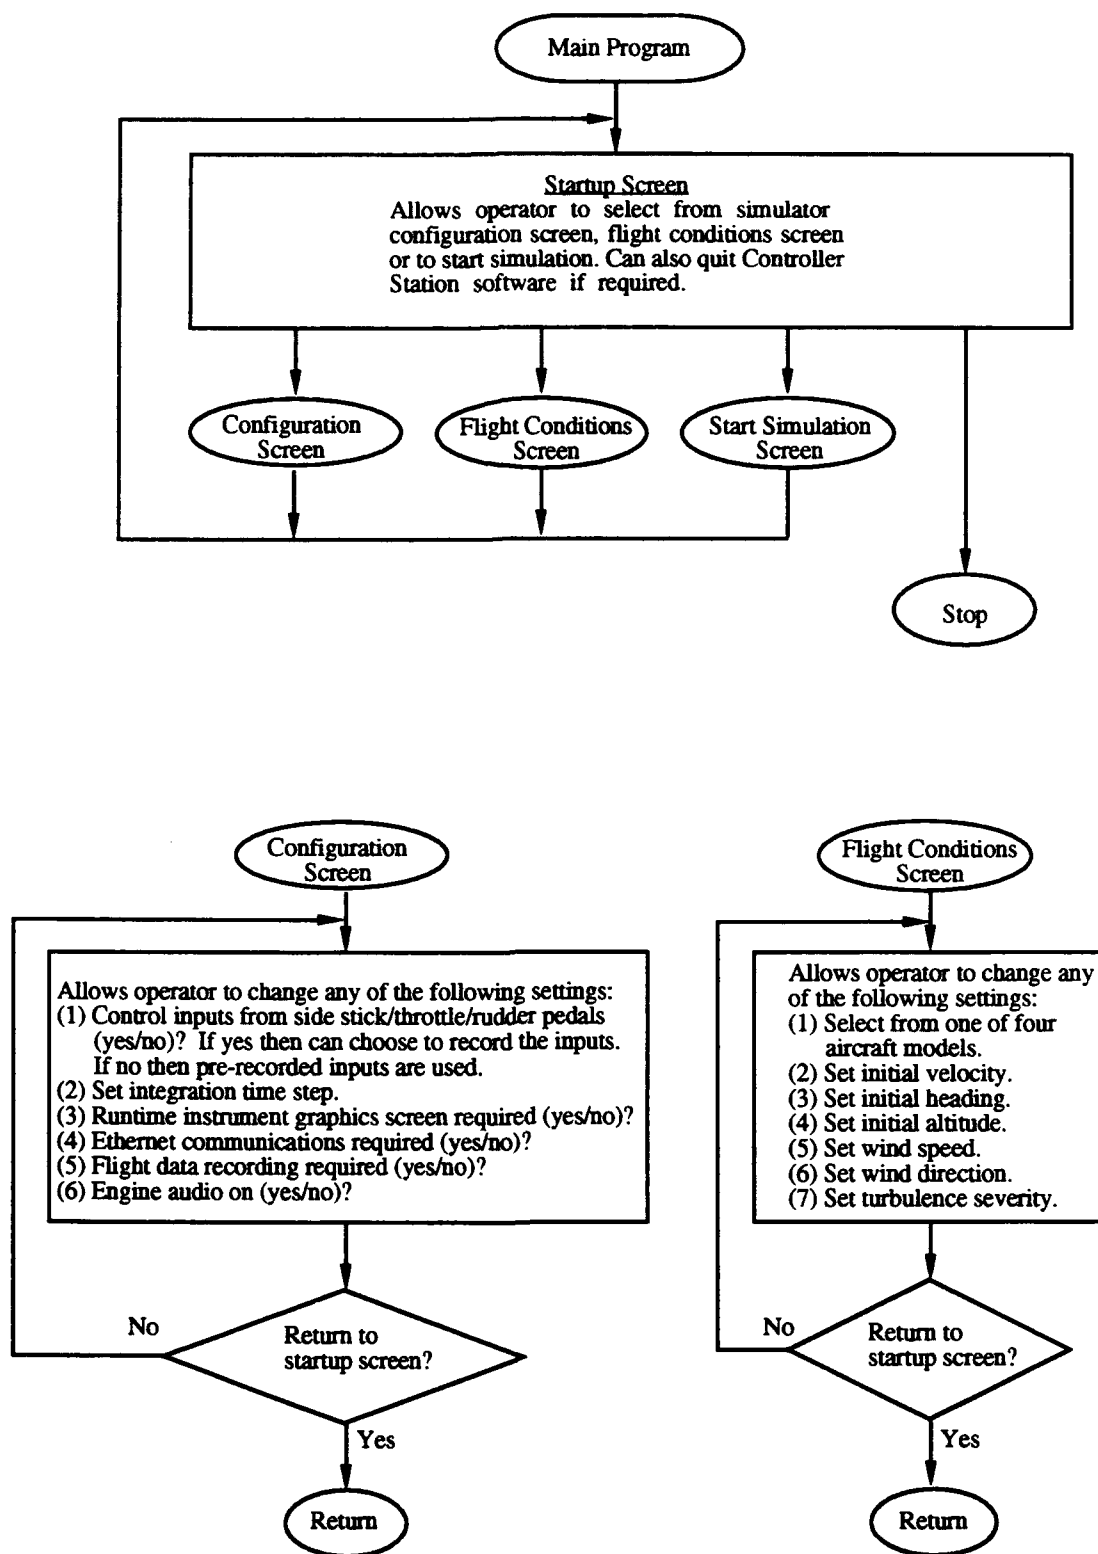 Main Program
Startup Screen
Allows operator to select from simulator
configuration screen, flight conditions screen
or to start simulation. Can also quit Controller
Station software if required.
Configuration
Screen
Flight Conditions
Screen
Start Simulation
Screen
Stop
Configuration
Screen
Allows operator to change any of the following settings:
(1) Control inputs from side stick/throttle/rudder pedals
(yes/no)? If yes then can choose to record the inputs.
If no then pre-recorded inputs are used.
(2) Set integration time step.
(3) Runtime instrument graphics screen required (yes/no)?
(4) Ethernet communications required (yes/no)?
(5) Flight data recording required (yes/no)?
(6) Engine audio on (yes/no)?
No
Return to
startup screen?
Yes
Return
Flight Conditions
Screen
Allows operator to change any
of the following settings:
(1) Select from one of four
aircraft models.
(2) Set initial velocity.
(3) Set initial heading.
(4) Set initial altitude.
(5) Set wind speed.
(6) Set wind direction.
(7) Set turbulence severity.
No
Return to
startup screen?
Yes
Return